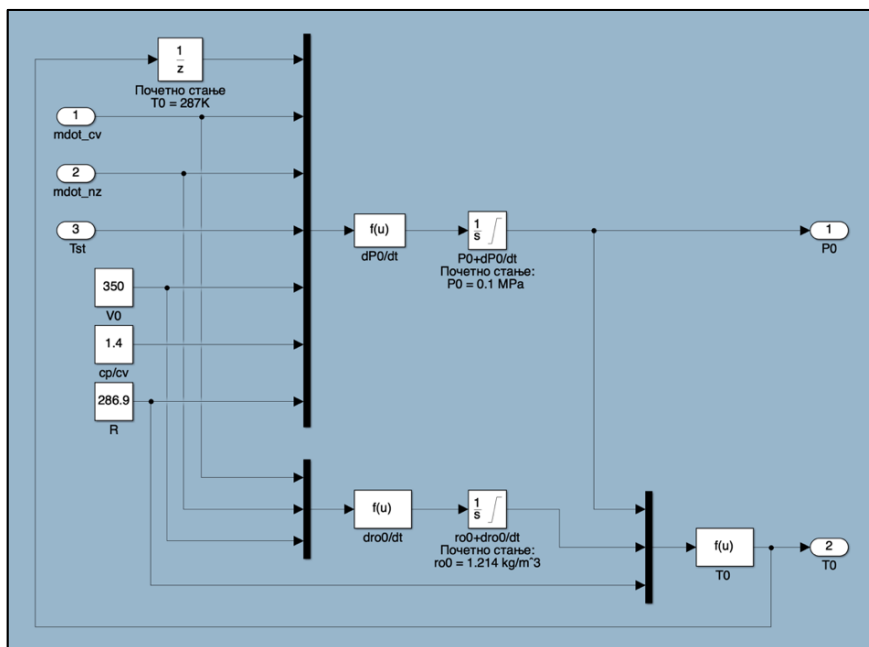 1
z
Почетно стање
T0 = 287K
1
mdot_cv
2
mdot_nz
3
Tst
350
V0
1.4
cp/cv
286.9
R
f(u)
dP0/dt
1
s
P0+dP0/dt
Почетно стање:
P0 = 0.1 MPa
1
P0
f(u)
dro0/dt
1
s
ro0+dro0/dt
Почетно стање:
ro0 = 1.214 kg/m^3
f(u)
T0
2
T0